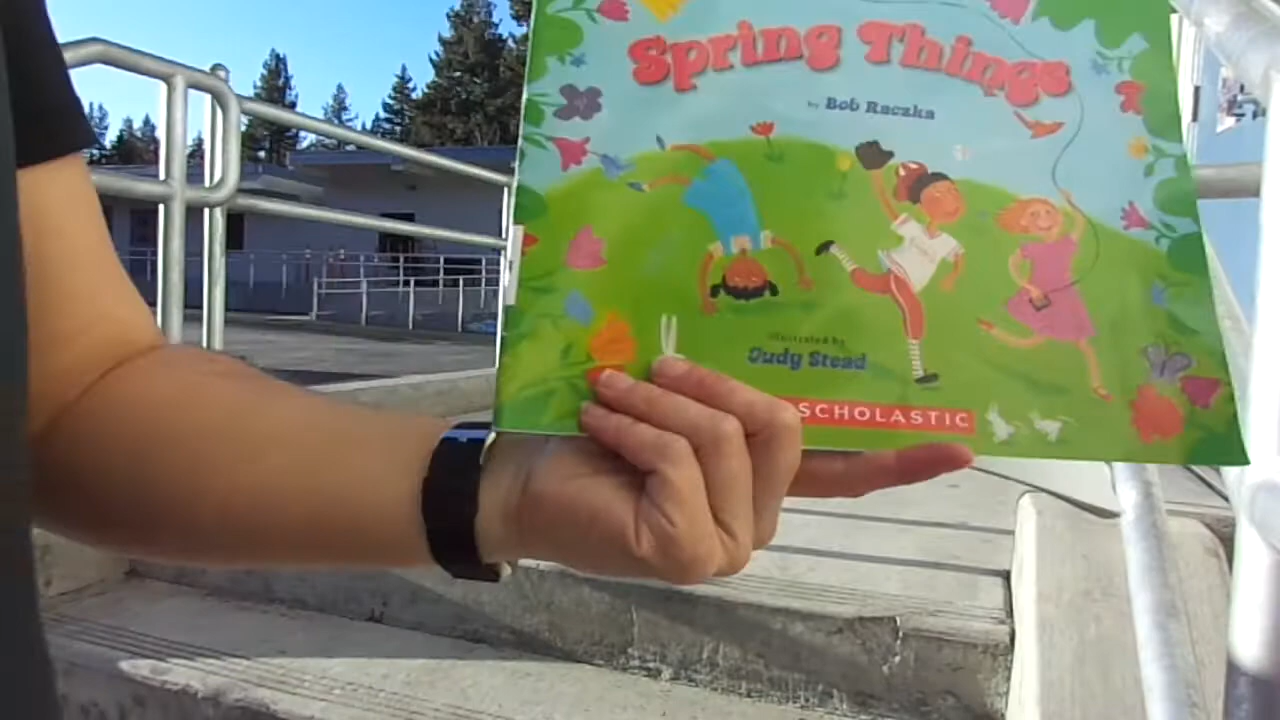 Spring Things
by Bob Raczka
illustrated by
Judy Stead
SCHOLASTIC